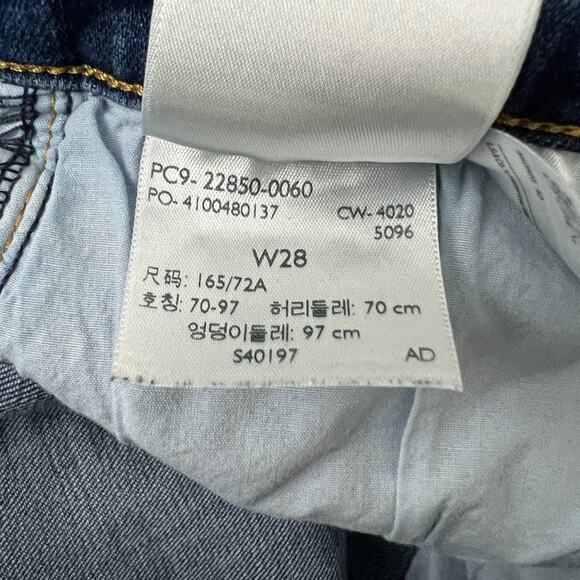 PC9- 22850-0060
PO- 4100480137 CW- 4020
5096
W28
尺码: 165/72A
호칭: 70-97 허리둘레: 70 cm
엉덩이둘레: 97 cm
S40197 AD